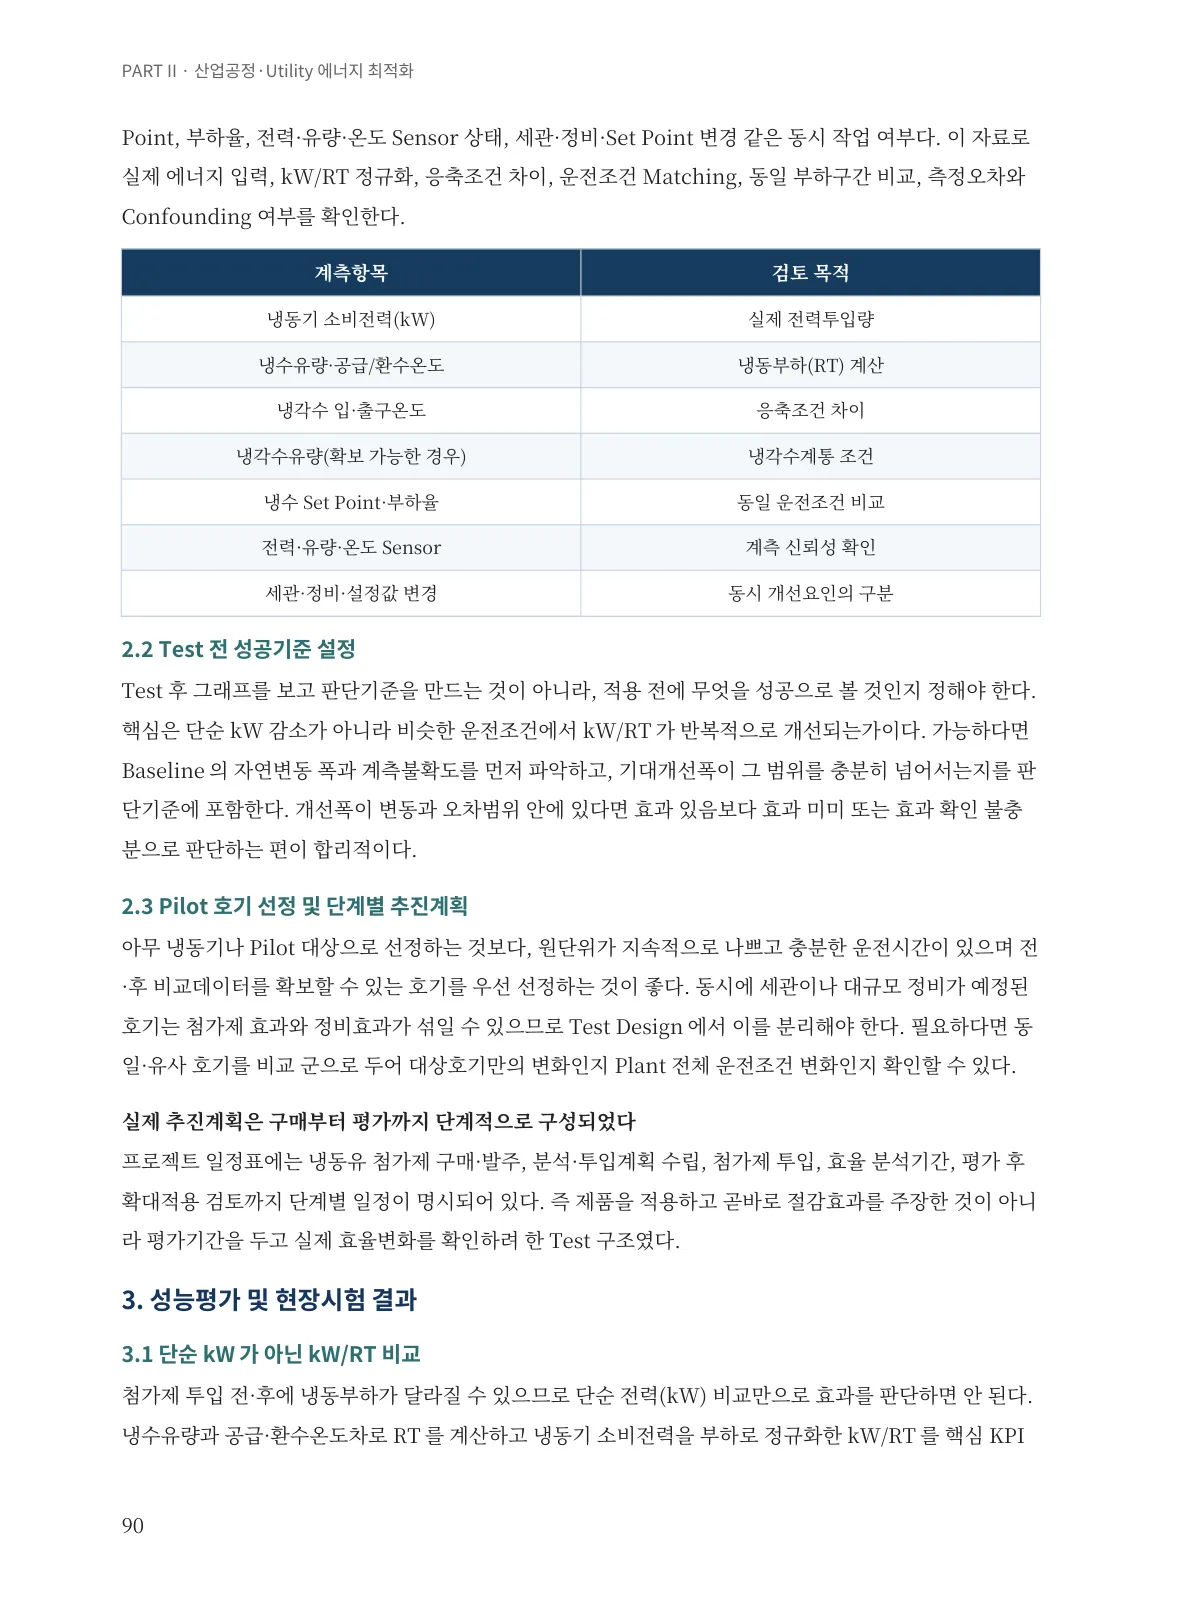 PART II · 산업공정·Utility 에너지 최적화
Point, 부하율, 전력·유량·온도 Sensor 상태, 세관·정비·Set Point 변경 같은 동시 작업 여부다. 이 자료로
실제 에너지 입력, kW/RT 정규화, 응축조건 차이, 운전조건 Matching, 동일 부하구간 비교, 측정오차와
Confounding 여부를 확인한다.
계측항목 검토 목적
냉동기 소비전력(kW) 실제 전력투입량
냉수유량·공급/환수온도 냉동부하(RT) 계산
냉각수 입·출구온도 응축조건 차이
냉각수유량(확보 가능한 경우) 냉각수계통 조건
냉수 Set Point·부하율 동일 운전조건 비교
전력·유량·온도 Sensor 계측 신뢰성 확인
세관·정비·설정값 변경 동시 개선요인의 구분
2.2 Test 전 성공기준 설정
Test 후 그래프를 보고 판단기준을 만드는 것이 아니라, 적용 전에 무엇을 성공으로 볼 것인지 정해야 한다.
핵심은 단순 kW 감소가 아니라 비슷한 운전조건에서 kW/RT 가 반복적으로 개선되는가이다. 가능하다면
Baseline 의 자연변동 폭과 계측불확도를 먼저 파악하고, 기대개선폭이 그 범위를 충분히 넘어서는지를 판
단기준에 포함한다. 개선폭이 변동과 오차범위 안에 있다면 효과 있음보다 효과 미미 또는 효과 확인 불충
분으로 판단하는 편이 합리적이다.
2.3 Pilot 호기 선정 및 단계별 추진계획
아무 냉동기나 Pilot 대상으로 선정하는 것보다, 원단위가 지속적으로 나쁘고 충분한 운전시간이 있으며 전
·후 비교데이터를 확보할 수 있는 호기를 우선 선정하는 것이 좋다. 동시에 세관이나 대규모 정비가 예정된
호기는 첨가제 효과와 정비효과가 섞일 수 있으므로 Test Design 에서 이를 분리해야 한다. 필요하다면 동
일·유사 호기를 비교 군으로 두어 대상호기만의 변화인지 Plant 전체 운전조건 변화인지 확인할 수 있다.
실제 추진계획은 구매부터 평가까지 단계적으로 구성되었다
프로젝트 일정표에는 냉동유 첨가제 구매·발주, 분석·투입계획 수립, 첨가제 투입, 효율 분석기간, 평가 후
확대적용 검토까지 단계별 일정이 명시되어 있다. 즉 제품을 적용하고 곧바로 절감효과를 주장한 것이 아니
라 평가기간을 두고 실제 효율변화를 확인하려 한 Test 구조였다.
3. 성능평가 및 현장시험 결과
3.1 단순 kW 가 아닌 kW/RT 비교
첨가제 투입 전·후에 냉동부하가 달라질 수 있으므로 단순 전력(kW) 비교만으로 효과를 판단하면 안 된다.
냉수유량과 공급·환수온도차로 RT 를 계산하고 냉동기 소비전력을 부하로 정규화한 kW/RT 를 핵심 KPI
90